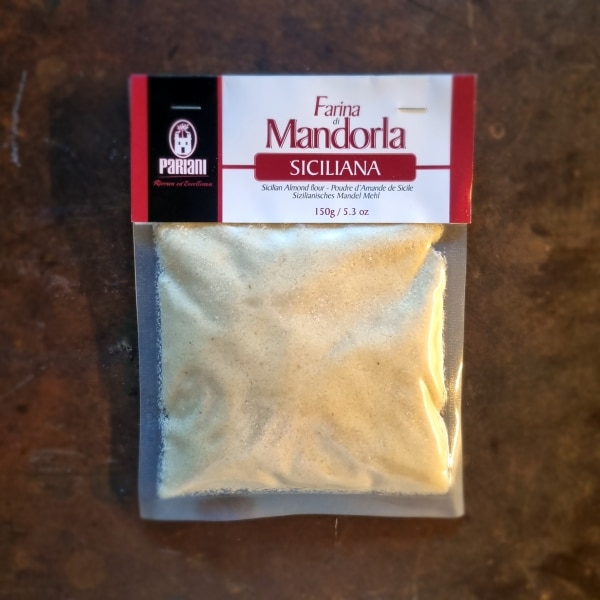 PARIANI
Farina
di
Mandorla
SICILIANA
Sicilian Almond flour - Poudre d'Amande de Sicile
Sizilianisches Mandel Mehl
150g / 5.3 oz